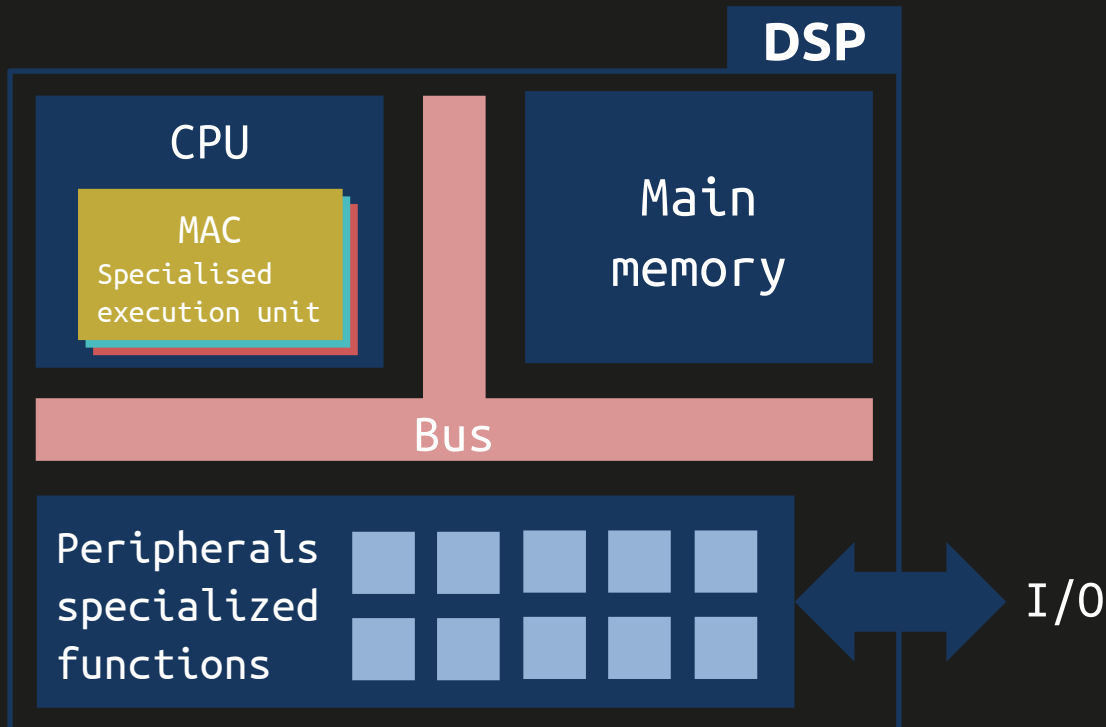 DSP
CPU
MAC
Specialised
execution unit
Main
memory
Bus
Peripherals
specialized
functions
I/O